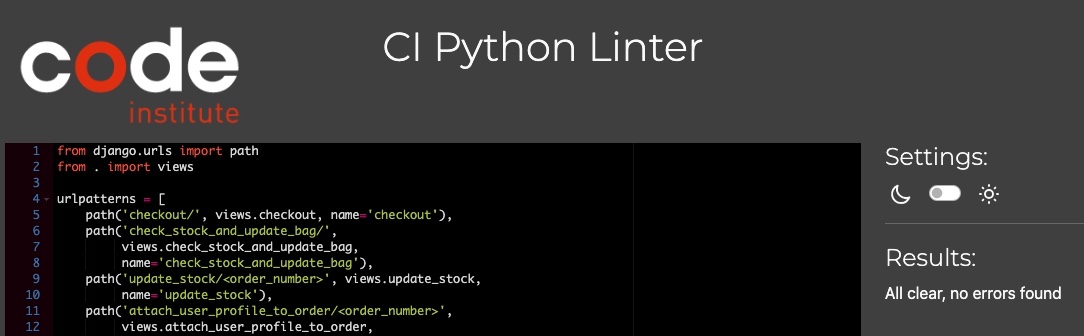 code
institute
CI Python Linter
1 from django.urls import path
2 from . import views
3
4 urlpatterns = [
5     path('checkout/', views.checkout, name='checkout'),
6     path('check_stock_and_update_bag/',
7          views.check_stock_and_update_bag,
8          name='check_stock_and_update_bag'),
9     path('update_stock/<order_number>', views.update_stock,
10          name='update_stock'),
11     path('attach_user_profile_to_order/<order_number>',
12          views.attach_user_profile_to_order,
Settings:
Results:
All clear, no errors found